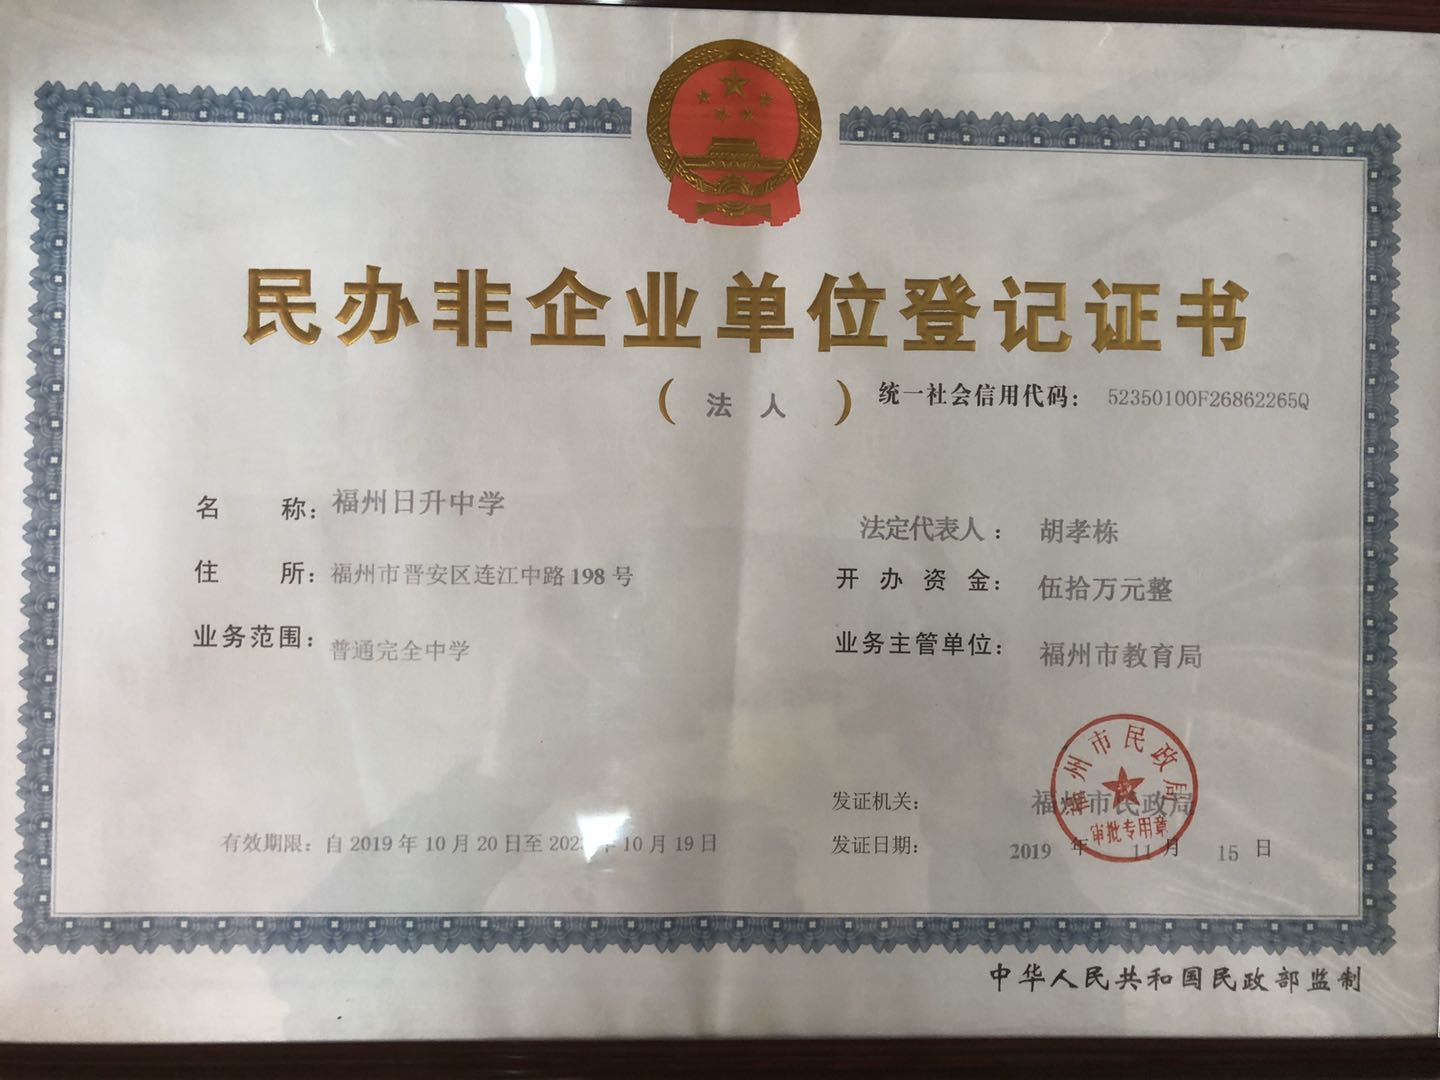 民办非企业单位登记证书
（法人）
统一社会信用代码： 52350100F26862265Q
名称：福州日升中学
住所：福州市晋安区连江中路198号
业务范围：普通完全中学
法定代表人：胡孝栋
开办资金：伍拾万元整
业务主管单位：福州市教育局
发证机关：福州市民政局
发证日期：2019年11月15日
有效期限：自2019年10月20日至202 年10月19日
福州市民政局
审批专用章
中华人民共和国民政部监制